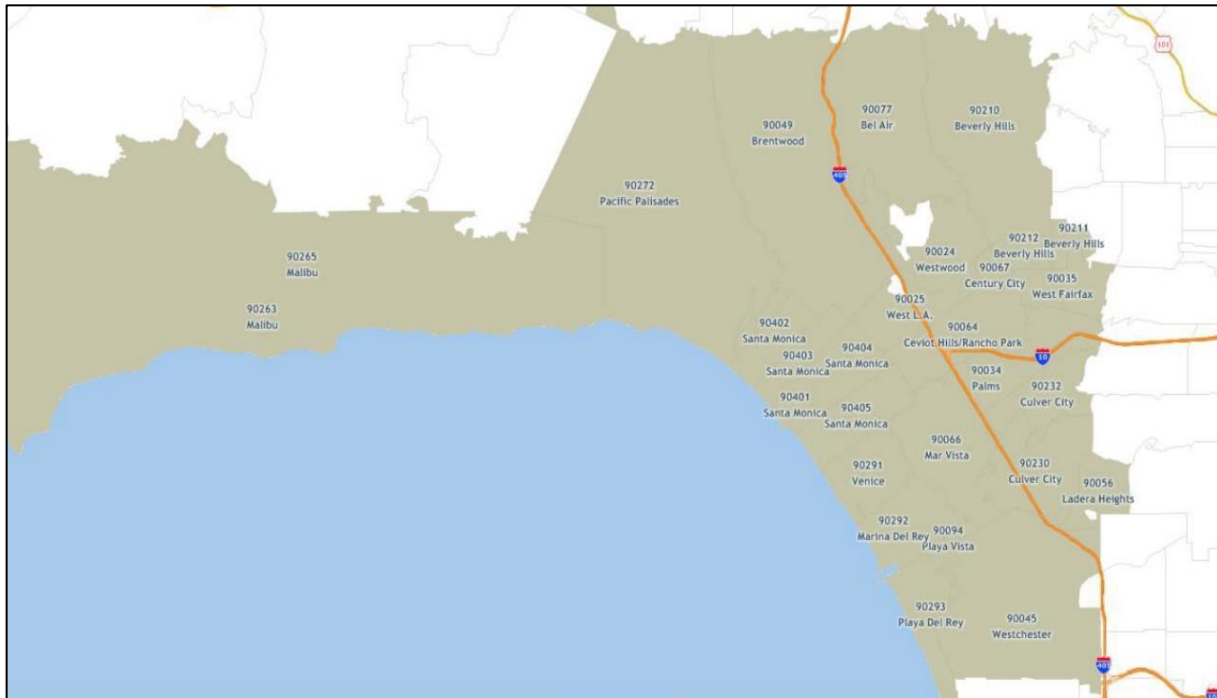 101
90077
Bel Air
90210
Beverly Hills
90049
Brentwood
405
90272
Pacific Palisades
90211
Beverly Hills
90212
Beverly Hills
90024
Westwood
90067
Century City
90265
Malibu
90035
West Fairfax
90025
West L.A.
90263
Malibu
90402
Santa Monica
90064
Ceviot Hills/Rancho Park
90404
Santa Monica
90403
Santa Monica
10
90034
Palms
90232
Culver City
90401
Santa Monica
90405
Santa Monica
90066
Mar Vista
90291
Venice
90230
Culver City
90056
Ladera Heights
90292
Marina Del Rey
90094
Playa Vista
90293
Playa Del Rey
90045
Westchester
405